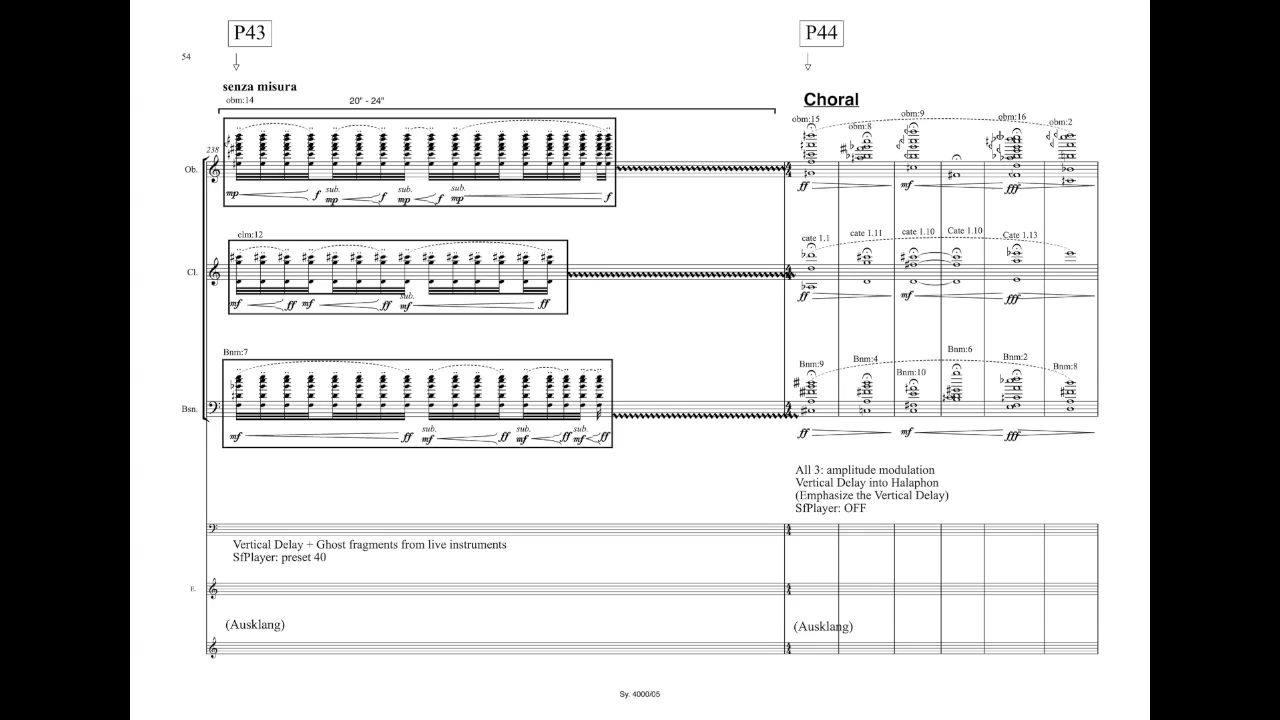 P43
P44
54
senza misura
obm:14
20" - 24"
Choral
obm:15
obm:8
obm:9
obm:16
obm:2
238
Ob.
mp f sub. mp f sub. mp f sub. mp f
ff mf fff
clm:12
cate 1.1
cate 1.11
cate 1.10
Cate 1.10
Cate 1.13
Cl.
mf ff mf ff sub. mf ff
ff mf fff
Bnm:7
Bnm:9
Bnm:4
Bnm:10
Bnm:6
Bnm:2
Bnm:8
Bsn.
mf ff sub. mf ff sub. mf ff sub. mf ff
ff mf fff
All 3: amplitude modulation
Vertical Delay into Halaphon
(Emphasize the Vertical Delay)
SfPlayer: OFF
Vertical Delay + Ghost fragments from live instruments
SfPlayer: preset 40
E.
(Ausklang)
(Ausklang)
Sy. 4000/05